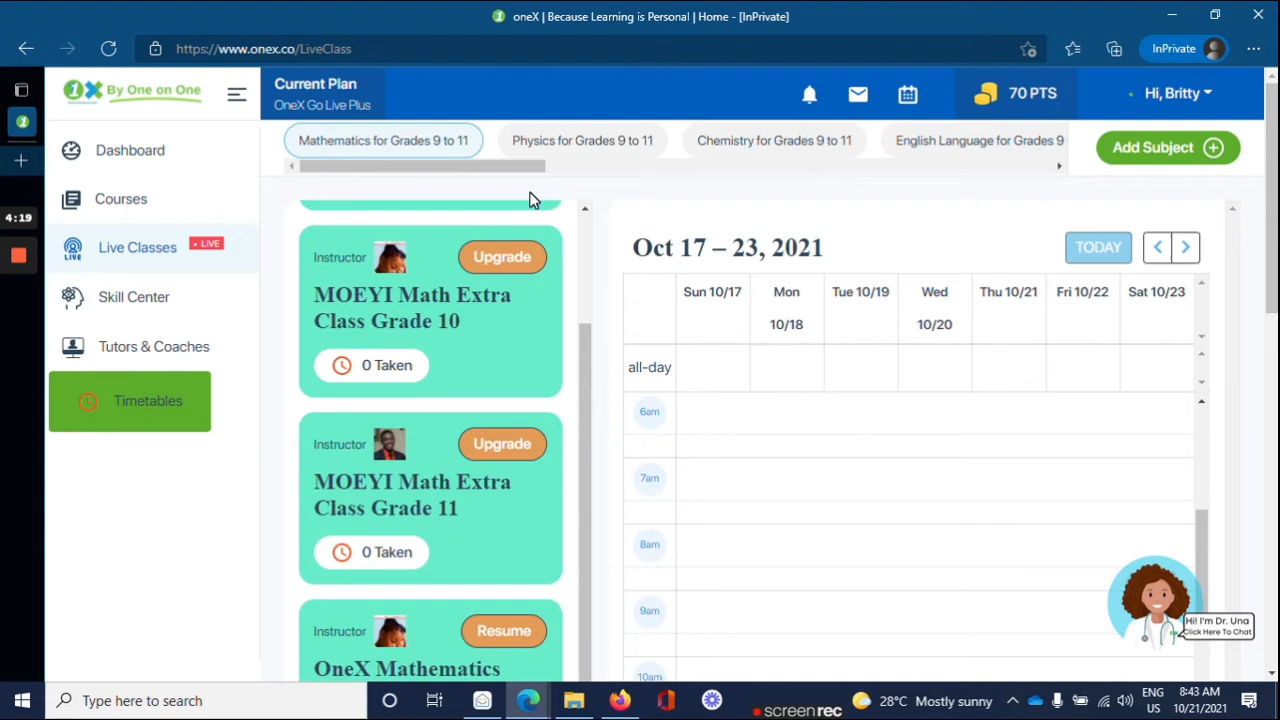 oneX | Because Learning is Personal | Home - [InPrivate]
https://www.onex.co/LiveClass
InPrivate
1X By One on One
Current Plan
OneX Go Live Plus
70 PTS
Hi, Britty
Mathematics for Grades 9 to 11
Physics for Grades 9 to 11
Chemistry for Grades 9 to 11
English Language for Grades 9
Add Subject
Dashboard
Courses
Live Classes
• LIVE
Skill Center
Tutors & Coaches
Timetables
4:19
Instructor
Upgrade
MOEYI Math Extra
Class Grade 10
0 Taken
Instructor
Upgrade
MOEYI Math Extra
Class Grade 11
0 Taken
Instructor
Resume
OneX Mathematics
Oct 17 – 23, 2021
TODAY
Sun 10/17
Mon
10/18
Tue 10/19
Wed
10/20
Thu 10/21
Fri 10/22
Sat 10/23
all-day
6am
7am
8am
9am
10am
Hi! I'm Dr. Una
Click Here To Chat
Type here to search
screen rec
28°C Mostly sunny
ENG
US
8:43 AM
10/21/2021